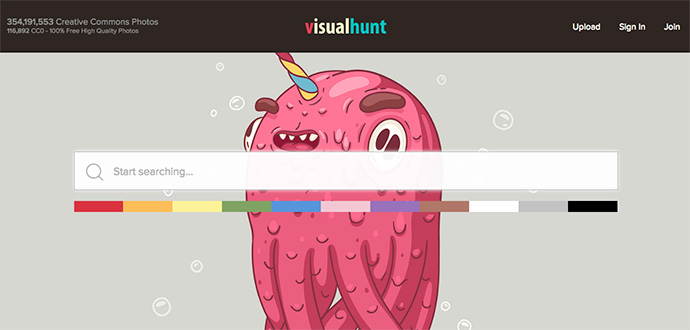 354,191,553 Creative Commons Photos
116,892 CC0 - 100% Free High Quality Photos
visualhunt
Upload Sign In Join
Start searching...